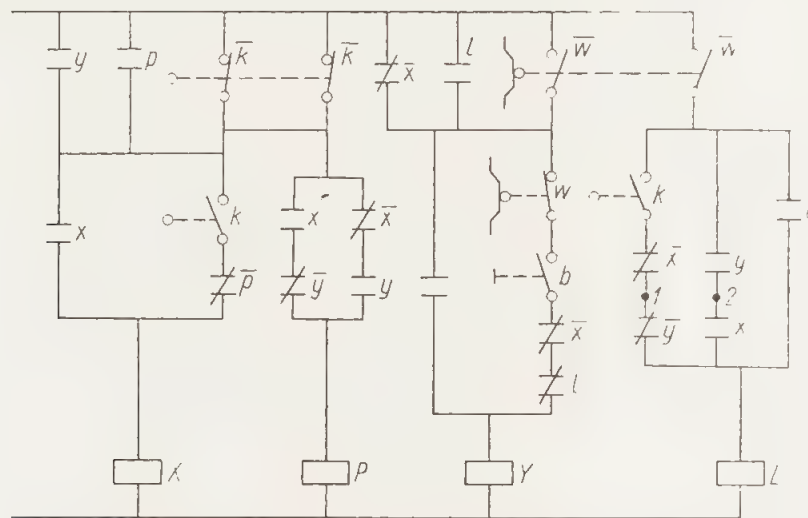 y p k̅ k̅ x̅ l w̅ w̅
x k x x̅ w k
p̅ y̅ y b x̅ y
1 2
x̅ y̅ x
l
X P Y L